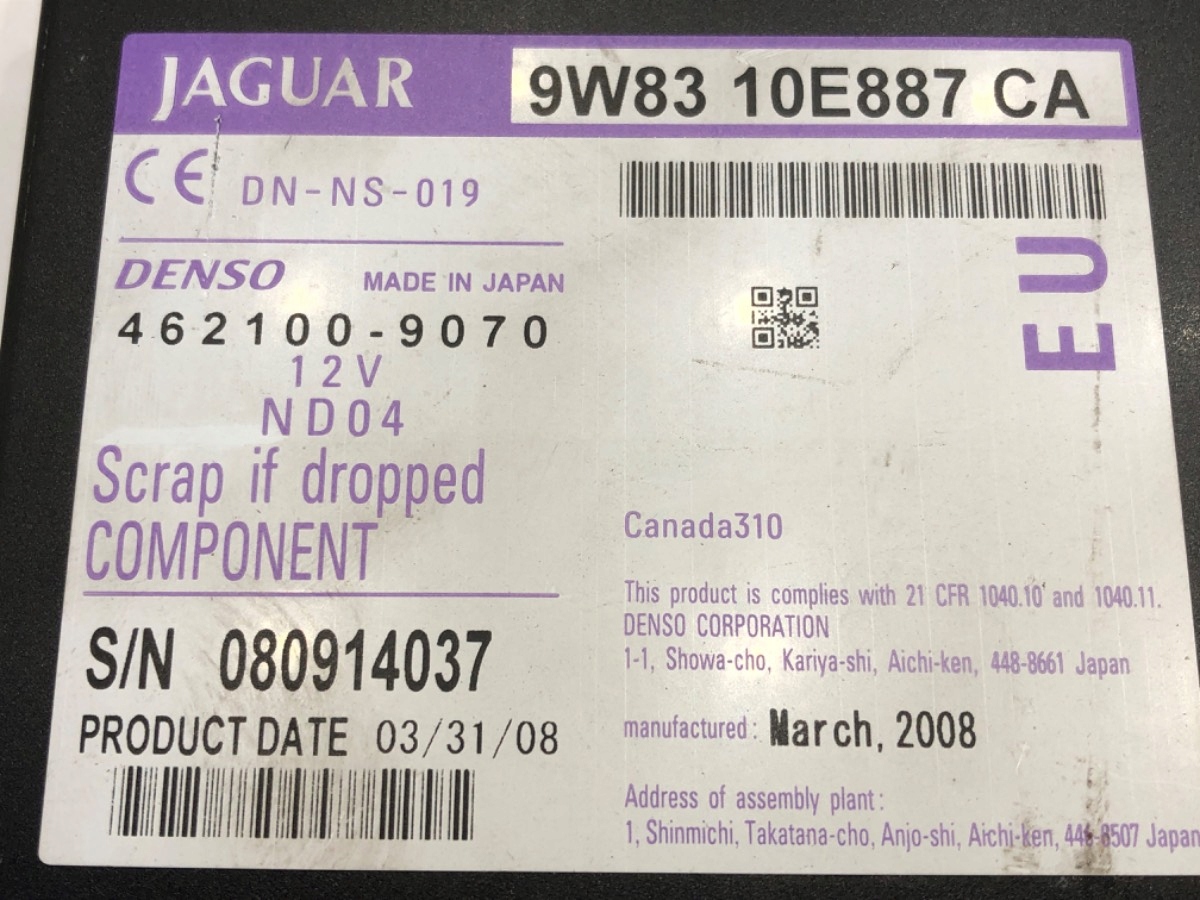 JAGUAR
9W83 10E887 CA
CE DN-NS-019
DENSO MADE IN JAPAN
462100-9070
12V
ND04
Scrap if dropped
COMPONENT
S/N 080914037
PRODUCT DATE 03/31/08
EU
Canada310
This product is complies with 21 CFR 1040.10 and 1040.11.
DENSO CORPORATION
1-1, Showa-cho, Kariya-shi, Aichi-ken, 448-8661 Japan
manufactured: March, 2008
Address of assembly plant:
1, Shinmichi, Takatana-cho, Anjo-shi, Aichi-ken, 446-8507 Japan